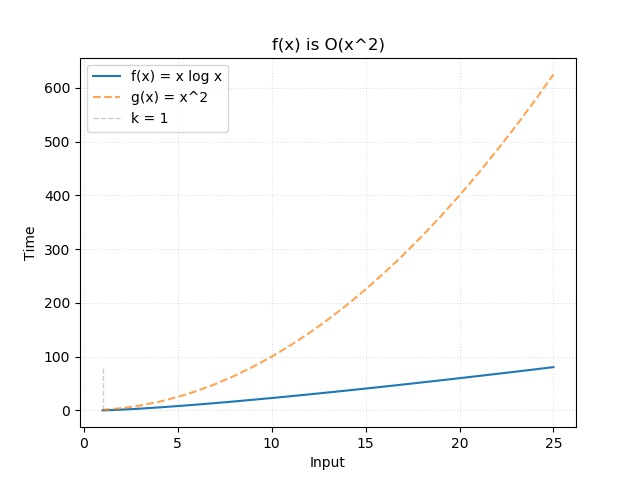 f(x) is O(x^2)
f(x) = x log x
g(x) = x^2
k = 1
600
500
400
300
200
100
0
Time
0 5 10 15 20 25
Input